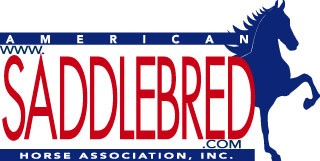 AMERICAN
WWW.
SADDLEBRED
.COM
HORSE ASSOCIATION, INC.